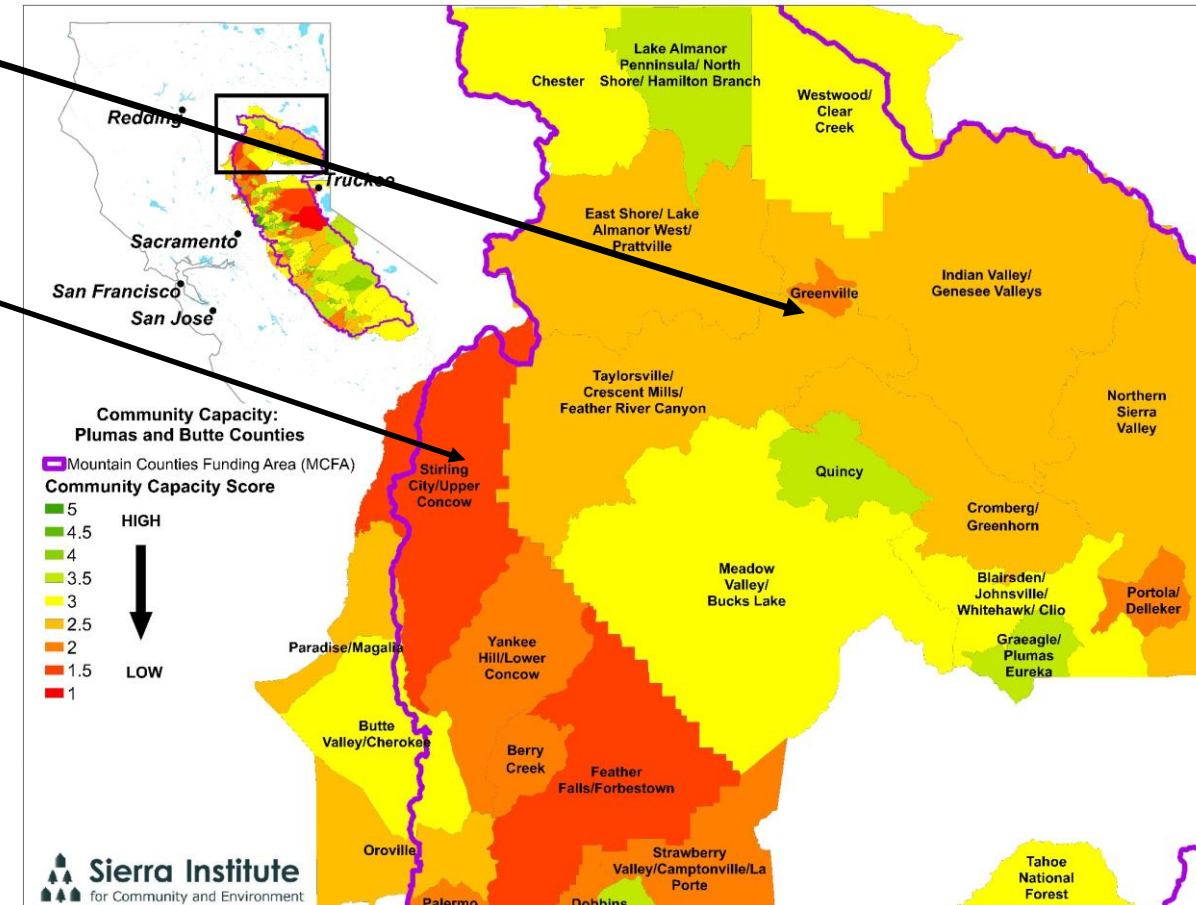 Redding
Truckee
Sacramento
San Francisco
San Jose
Community Capacity:
Plumas and Butte Counties
Mountain Counties Funding Area (MCFA)
Community Capacity Score
5
4.5
4
3.5
3
2.5
2
1.5
1
HIGH
LOW
Sierra Institute
for Community and Environment
Chester
Lake Almanor
Penninsula/ North
Shore/ Hamilton Branch
Westwood/
Clear
Creek
East Shore/ Lake
Almanor West/
Prattville
Greenville
Indian Valley/
Genesee Valleys
Taylorsville/
Crescent Mills/
Feather River Canyon
Northern
Sierra
Valley
Stirling
City/Upper
Concow
Quincy
Cromberg/
Greenhorn
Meadow
Valley/
Bucks Lake
Blairsden/
Johnsville/
Whitehawk/ Clio
Portola/
Delleker
Graeagle/
Plumas
Eureka
Paradise/Magalia
Yankee
Hill/Lower
Concow
Butte
Valley/Cherokee
Berry
Creek
Feather
Falls/Forbestown
Oroville
Strawberry
Valley/Camptonville/La
Porte
Tahoe
National
Forest
Palermo
Dobbins